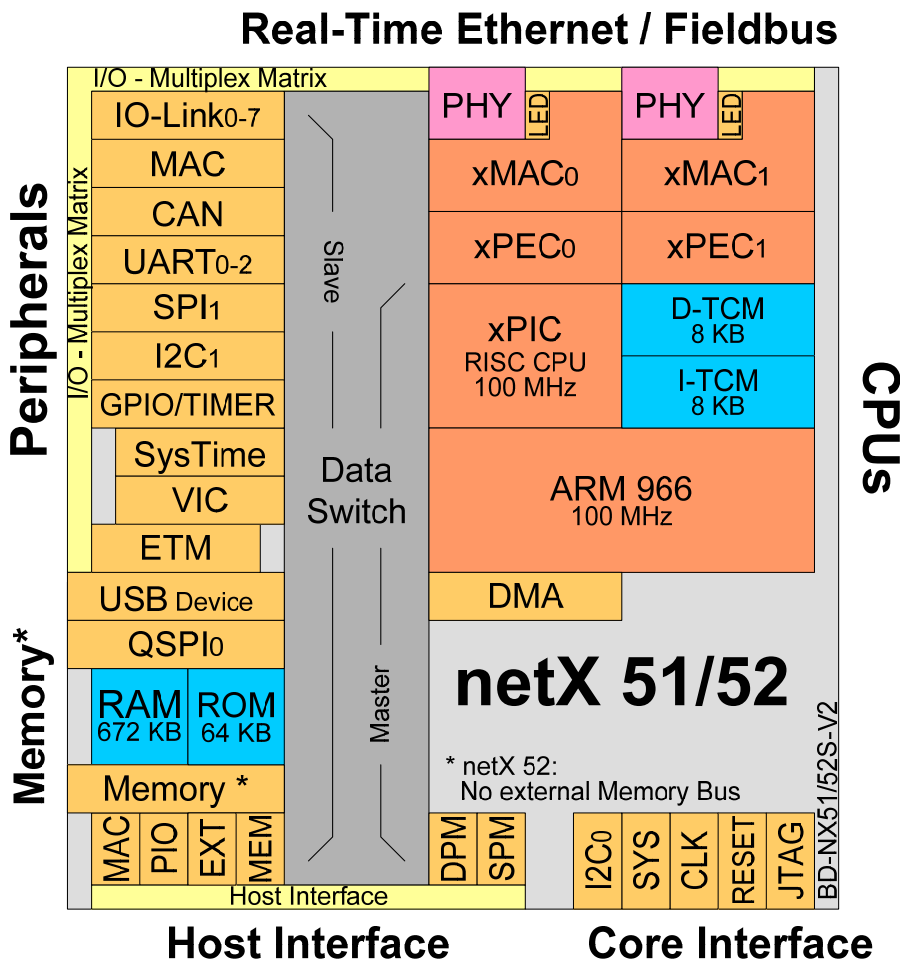 Real-Time Ethernet / Fieldbus
I/O - Multiplex Matrix
I/O - Multiplex Matrix
Peripherals
IO-Link0-7
MAC
CAN
UART0-2
SPI1
I2C1
GPIO/TIMER
SysTime
VIC
ETM
USB Device
QSPI0
Memory*
RAM
672 KB
ROM
64 KB
Memory *
MAC
PIO
EXT
MEM
Host Interface
Slave
Data
Switch
Master
PHY
LED
PHY
LED
xMAC0
xMAC1
xPEC0
xPEC1
xPIC
RISC CPU
100 MHz
D-TCM
8 KB
I-TCM
8 KB
CPUs
ARM 966
100 MHz
DMA
netX 51/52
* netX 52:
No external Memory Bus
DPM
SPM
I2C0
SYS
CLK
RESET
JTAG
BD-NX51/52S-V2
Host Interface
Core Interface